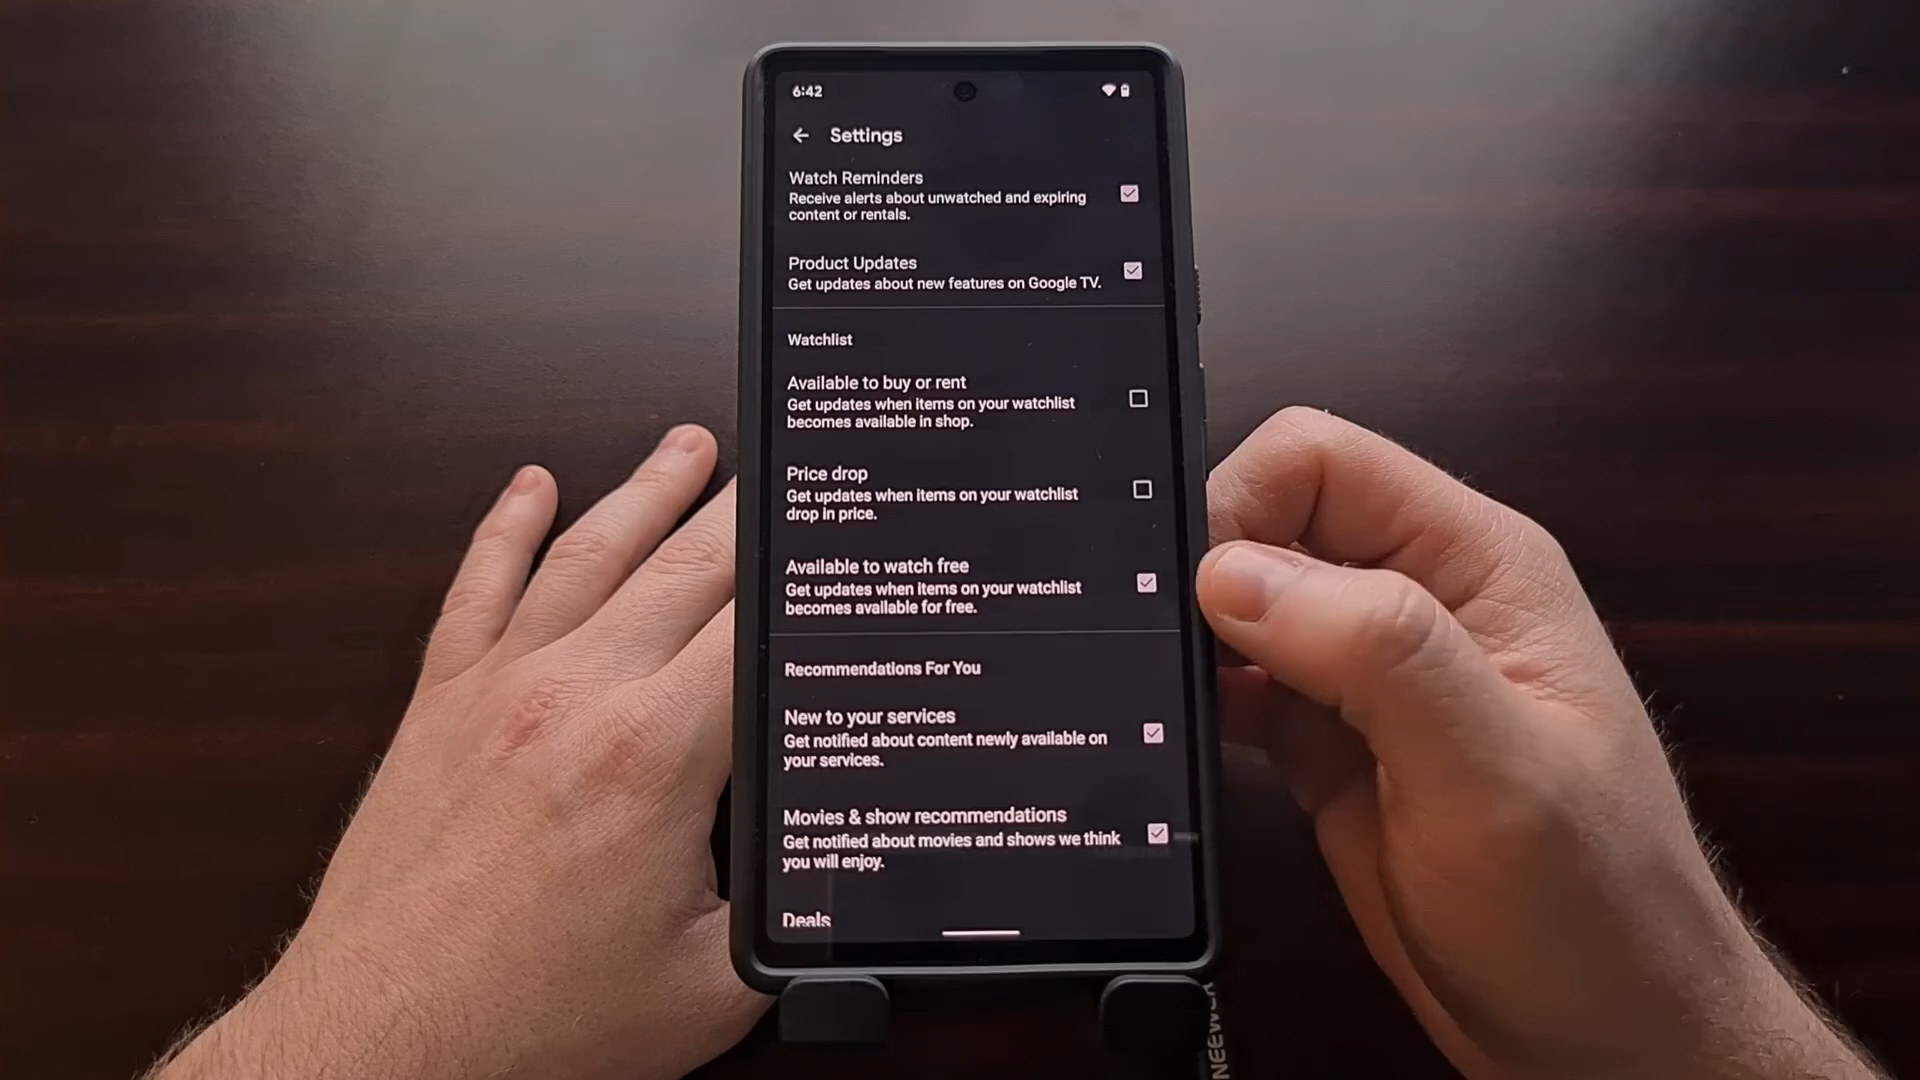 6:42
Settings
Watch Reminders
Receive alerts about unwatched and expiring
content or rentals.
Product Updates
Get updates about new features on Google TV.
Watchlist
Available to buy or rent
Get updates when items on your watchlist
becomes available in shop.
Price drop
Get updates when items on your watchlist
drop in price.
Available to watch free
Get updates when items on your watchlist
becomes available for free.
Recommendations For You
New to your services
Get notified about content newly available on
your services.
Movies & show recommendations
Get notified about movies and shows we think
you will enjoy.
Deals
NEEWER